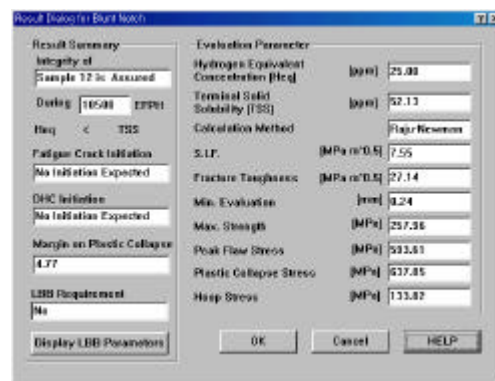 Result Dialog for Blunt Notch
Result Summary
Integrity of
Sample 12 is Assured
During 10500 EFPH
Heq < TSS
Fatigue Crack Initiation
No Initiation Expected
DHC Initiation
No Initiation Expected
Margin on Plastic Collapse
4.77
LBB Requirement
No
Display LBB Parameters
Evaluation Parameter
Hydrogen Equivalent Concentration [Heq] [ppm] 25.00
Terminal Solid Solubility [TSS] [ppm] 52.13
Calculation Method Raju-Newman
S.I.F. [MPa m^0.5] 7.55
Fracture Toughness [MPa m^0.5] 27.14
Min. Evaluation [mm] 0.24
Max. Strength [MPa] 257.96
Peak Flaw Stress [MPa] 593.61
Plastic Collapse Stress [MPa] 637.85
Hoop Stress [MPa] 133.82
OK Cancel HELP